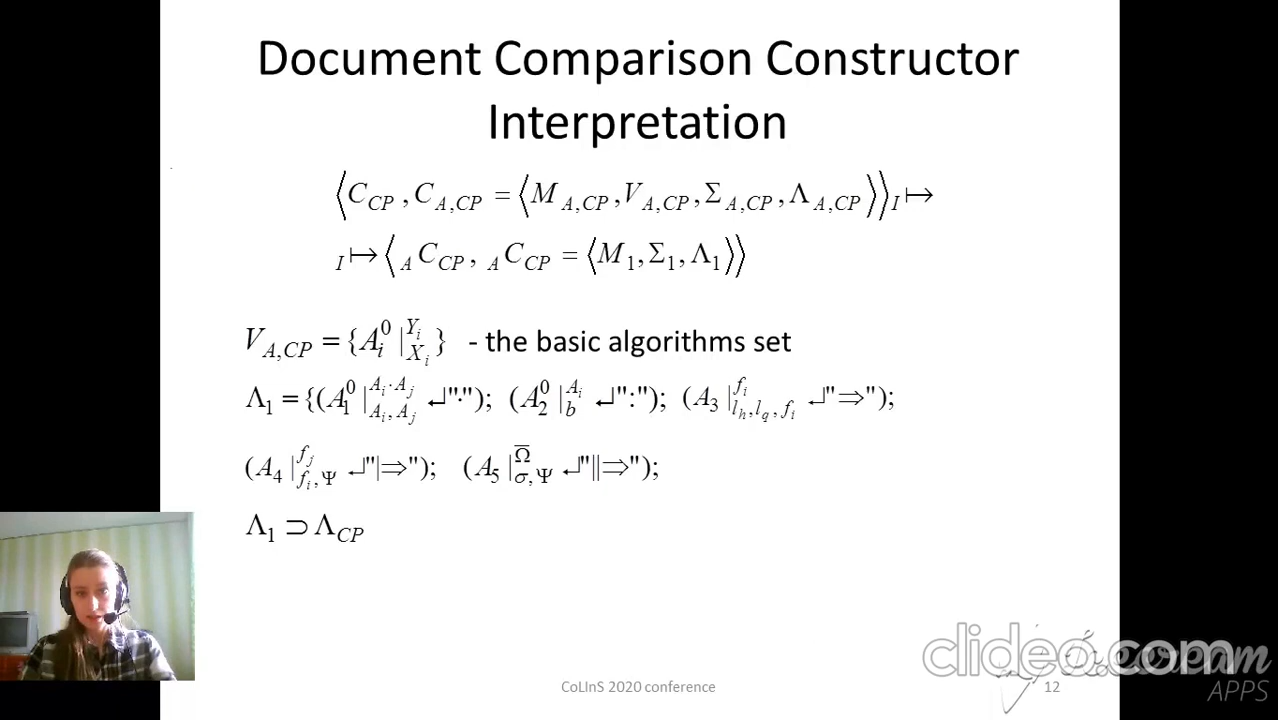 Document Comparison Constructor
Interpretation
⟨C_CP, C_A,CP = ⟨M_A,CP, V_A,CP, Σ_A,CP, Λ_A,CP⟩⟩_I ↦
_I ↦ ⟨_A C_CP, _A C_CP = ⟨M_1, Σ_1, Λ_1⟩⟩
V_A,CP = {A_i^0 |_{X_i}^{Y_i}} - the basic algorithms set
Λ_1 = {(A_1^0 |_{A_i, A_j}^{A_i·A_j} ↵"·"); (A_2^0 |_b^{A_i} ↵":"); (A_3 |_{l_h, l_q, f_i}^{f_i} ↵"⇒");
(A_4 |_{f_i, Ψ}^{f_j} ↵"|⇒"); (A_5 |_{σ, Ψ}^{Ω̅} ↵"||⇒");
Λ_1 ⊃ Λ_CP
clideo.com
APPS
CoLInS 2020 conference
12